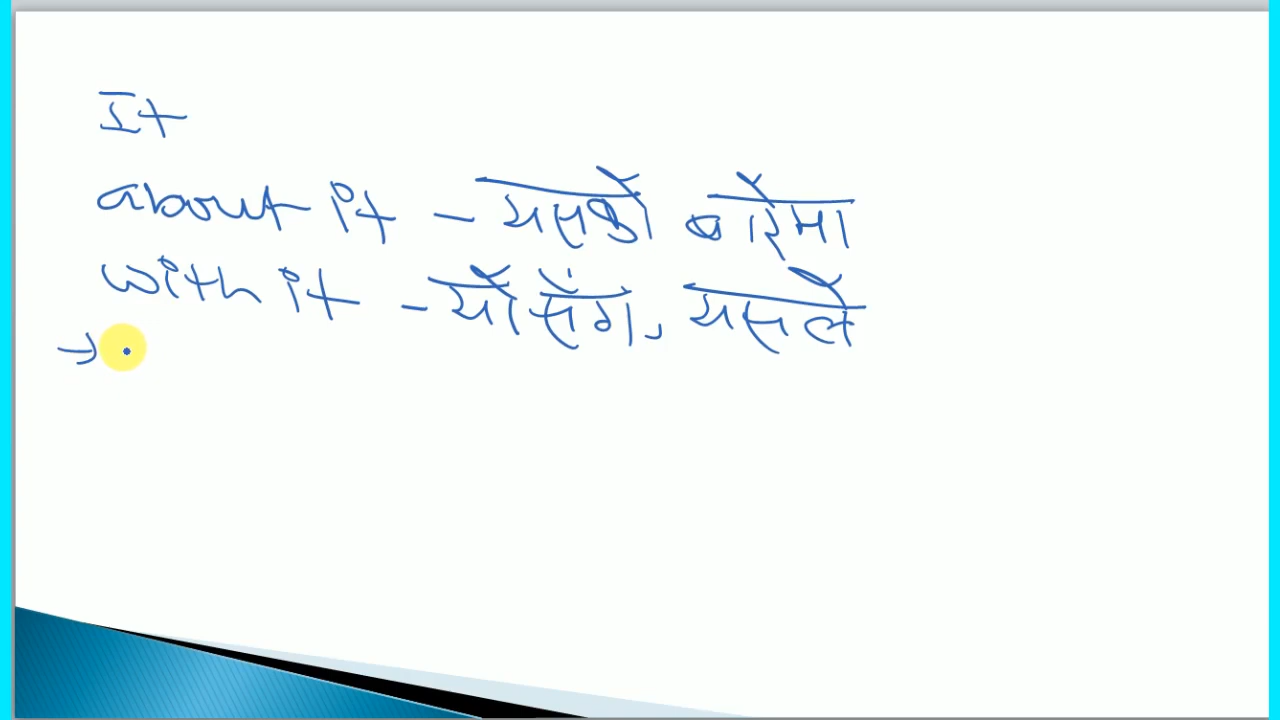 It
about it - यसको बारेमा
with it - यो संग, यसले
→